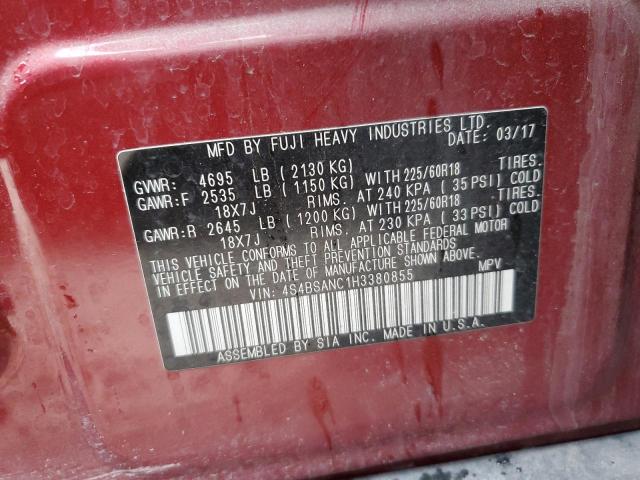 MFD BY FUJI HEAVY INDUSTRIES LTD.
DATE: 03/17
GVWR: 4695 LB ( 2130 KG) TIRES.
GAWR:F 2535 LB ( 1150 KG) WITH 225/60R18
18X7J RIMS. AT 240 KPA ( 35 PSI) COLD
GAWR:R 2645 LB ( 1200 KG) WITH 225/60R18 TIRES.
18X7J RIMS. AT 230 KPA ( 33 PSI) COLD
THIS VEHICLE CONFORMS TO ALL APPLICABLE FEDERAL MOTOR
VEHICLE SAFETY AND THEFT PREVENTION STANDARDS
IN EFFECT ON THE DATE OF MANUFACTURE SHOWN ABOVE.
VIN: 4S4BSANC1H3380855 MPV
ASSEMBLED BY SIA INC. MADE IN U.S.A.